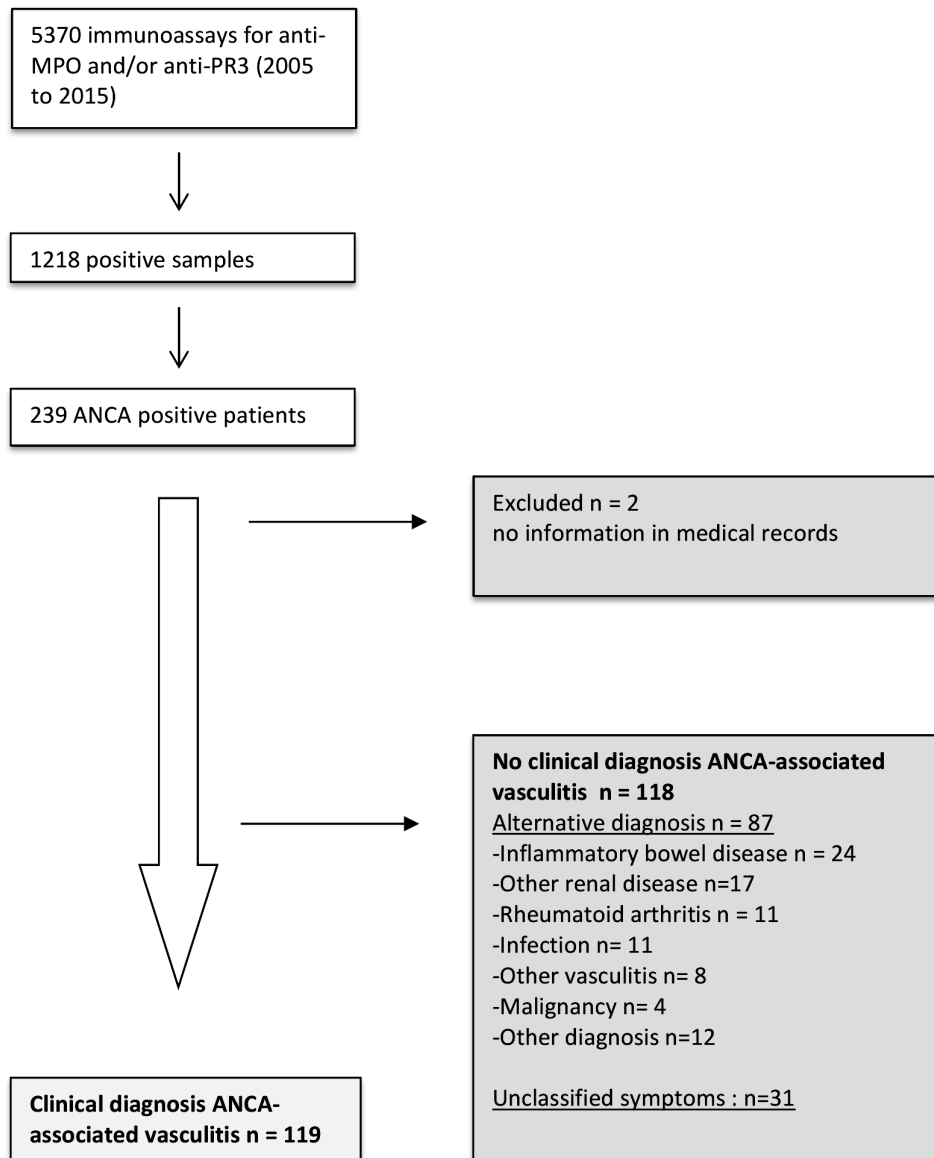 5370 immunoassays for anti-
MPO and/or anti-PR3 (2005
to 2015)
1218 positive samples
239 ANCA positive patients
Excluded n = 2
no information in medical records
No clinical diagnosis ANCA-associated
vasculitis  n = 118
Alternative diagnosis n = 87
-Inflammatory bowel disease n = 24
-Other renal disease n=17
-Rheumatoid arthritis n = 11
-Infection n= 11
-Other vasculitis n= 8
-Malignancy n= 4
-Other diagnosis n=12
Unclassified symptoms : n=31
Clinical diagnosis ANCA-
associated vasculitis n = 119